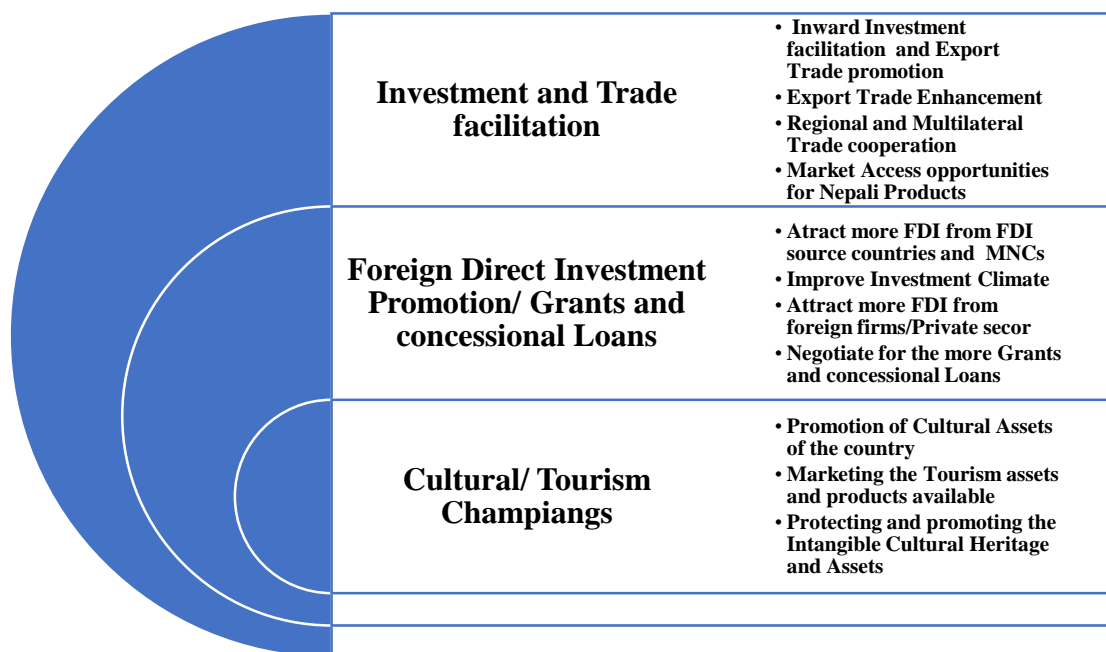 Investment and Trade
facilitation
• Inward Investment
facilitation and Export
Trade promotion
• Export Trade Enhancement
• Regional and Multilateral
Trade cooperation
• Market Access opportunities
for Nepali Products
Foreign Direct Investment
Promotion/ Grants and
concessional Loans
• Atract more FDI from FDI
source countries and MNCs
• Improve Investment Climate
• Attract more FDI from
foreign firms/Private secor
• Negotiate for the more Grants
and concessional Loans
Cultural/ Tourism
Champiangs
• Promotion of Cultural Assets
of the country
• Marketing the Tourism assets
and products available
• Protecting and promoting the
Intangible Cultural Heritage
and Assets